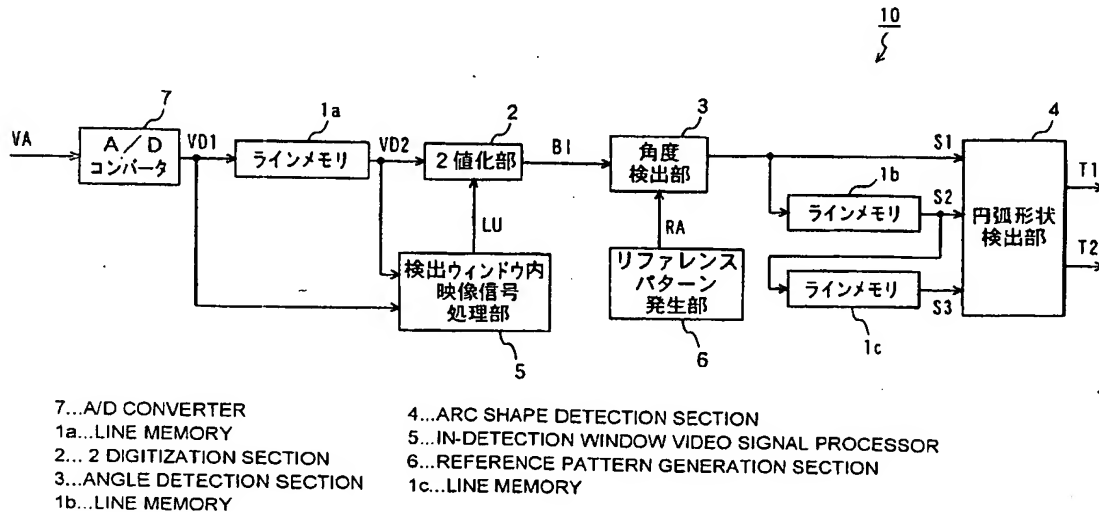 10
7
1a
2
3
4
VA
A/D
コンバータ
VD1
ラインメモリ
VD2
2値化部
BI
角度
検出部
S1
1b
ラインメモリ
S2
円弧形状
検出部
T1
T2
LU
RA
検出ウィンドウ内
映像信号
処理部
リファレンス
パターン
発生部
ラインメモリ
S3
5
6
1c
7...A/D CONVERTER
1a...LINE MEMORY
2... 2 DIGITIZATION SECTION
3...ANGLE DETECTION SECTION
1b...LINE MEMORY
4...ARC SHAPE DETECTION SECTION
5...IN-DETECTION WINDOW VIDEO SIGNAL PROCESSOR
6...REFERENCE PATTERN GENERATION SECTION
1c...LINE MEMORY